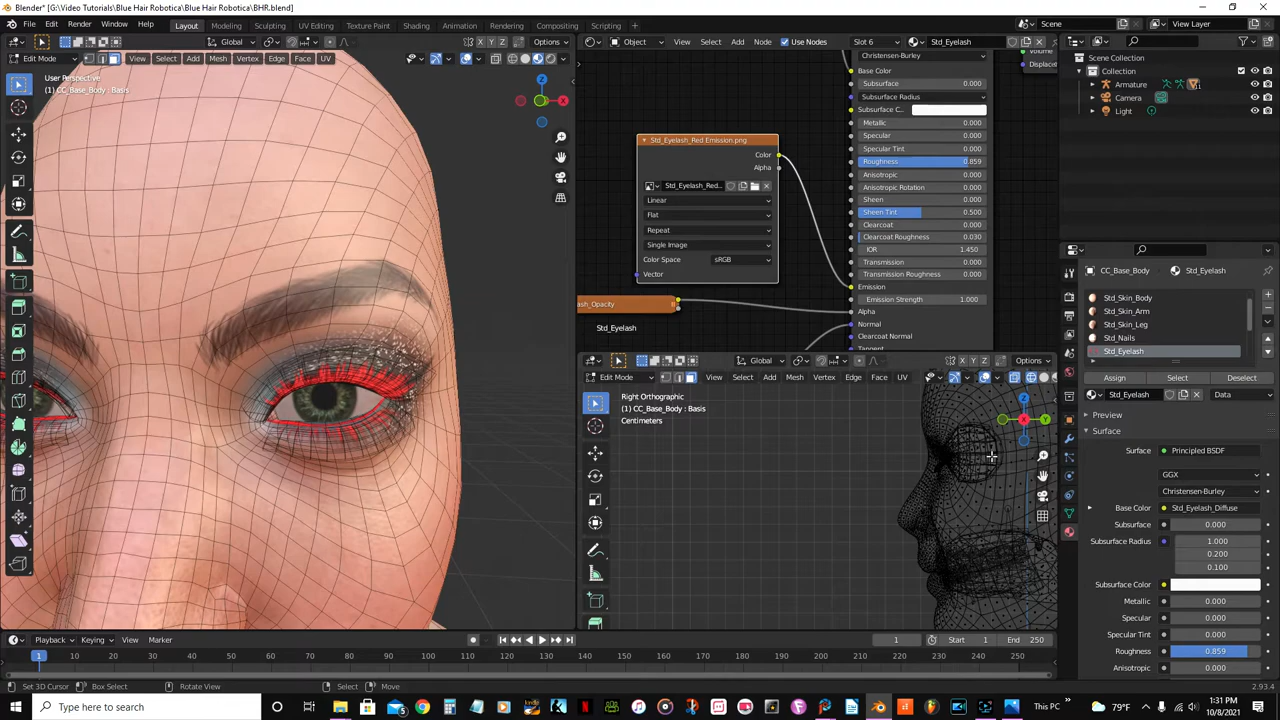 Blender* [G:\Video Tutorials\Blue Hair Robotica\BHR.blend]
File Edit Render Window Help Layout Modeling Sculpting UV Editing Texture Paint Shading Animation Rendering Compositing Scripting Scene View Layer
Global Options
Object View Select Add Node Use Nodes Slot 6 Std_Eyelash
Edit Mode View Select Add Mesh Vertex Edge Face UV
User Perspective
(1) CC_Base_Body : Basis
Christensen-Burley
Base Color
Subsurface 0.000
Subsurface Radius
Subsurface C..
Metallic 0.000
Specular 0.000
Specular Tint 0.000
Roughness 0.859
Anisotropic 0.000
Anisotropic Rotation 0.000
Sheen 0.000
Sheen Tint 0.500
Clearcoat 0.000
Clearcoat Roughness 0.030
IOR 1.450
Transmission 0.000
Transmission Roughness 0.000
Emission
Emission Strength 1.000
Alpha
Normal
Clearcoat Normal
Tangent
Volume
Displacet
Std_Eyelash_Red Emission.png
Color
Alpha
Std_Eyelash_Red..
Linear
Flat
Repeat
Single Image
Color Space sRGB
Vector
ash_Opacity
Std_Eyelash
Global Options
Edit Mode View Select Add Mesh Vertex Edge Face UV
Right Orthographic
(1) CC_Base_Body : Basis
Centimeters
Scene Collection
Collection
Armature
Camera
Light
CC_Base_Body Std_Eyelash
Std_Skin_Body
Std_Skin_Arm
Std_Skin_Leg
Std_Nails
Std_Eyelash
Assign Select Deselect
Std_Eyelash Data
Preview
Surface
Surface Principled BSDF
GGX
Christensen-Burley
Base Color Std_Eyelash_Diffuse
Subsurface 0.000
Subsurface Radius 1.000
0.200
0.100
Subsurface Color
Metallic 0.000
Specular 0.000
Specular Tint 0.000
Roughness 0.859
Anisotropic 0.000
Playback Keying View Marker 1 Start 1 End 250
1 10 20 30 40 50 60 70 80 90 100 110 120 130 140 150 160 170 180 190 200 210 220 230 240 250
Set 3D Cursor Box Select Rotate View Select Move 2.93.4
Type here to search This PC 79°F 1:31 PM
10/8/2021